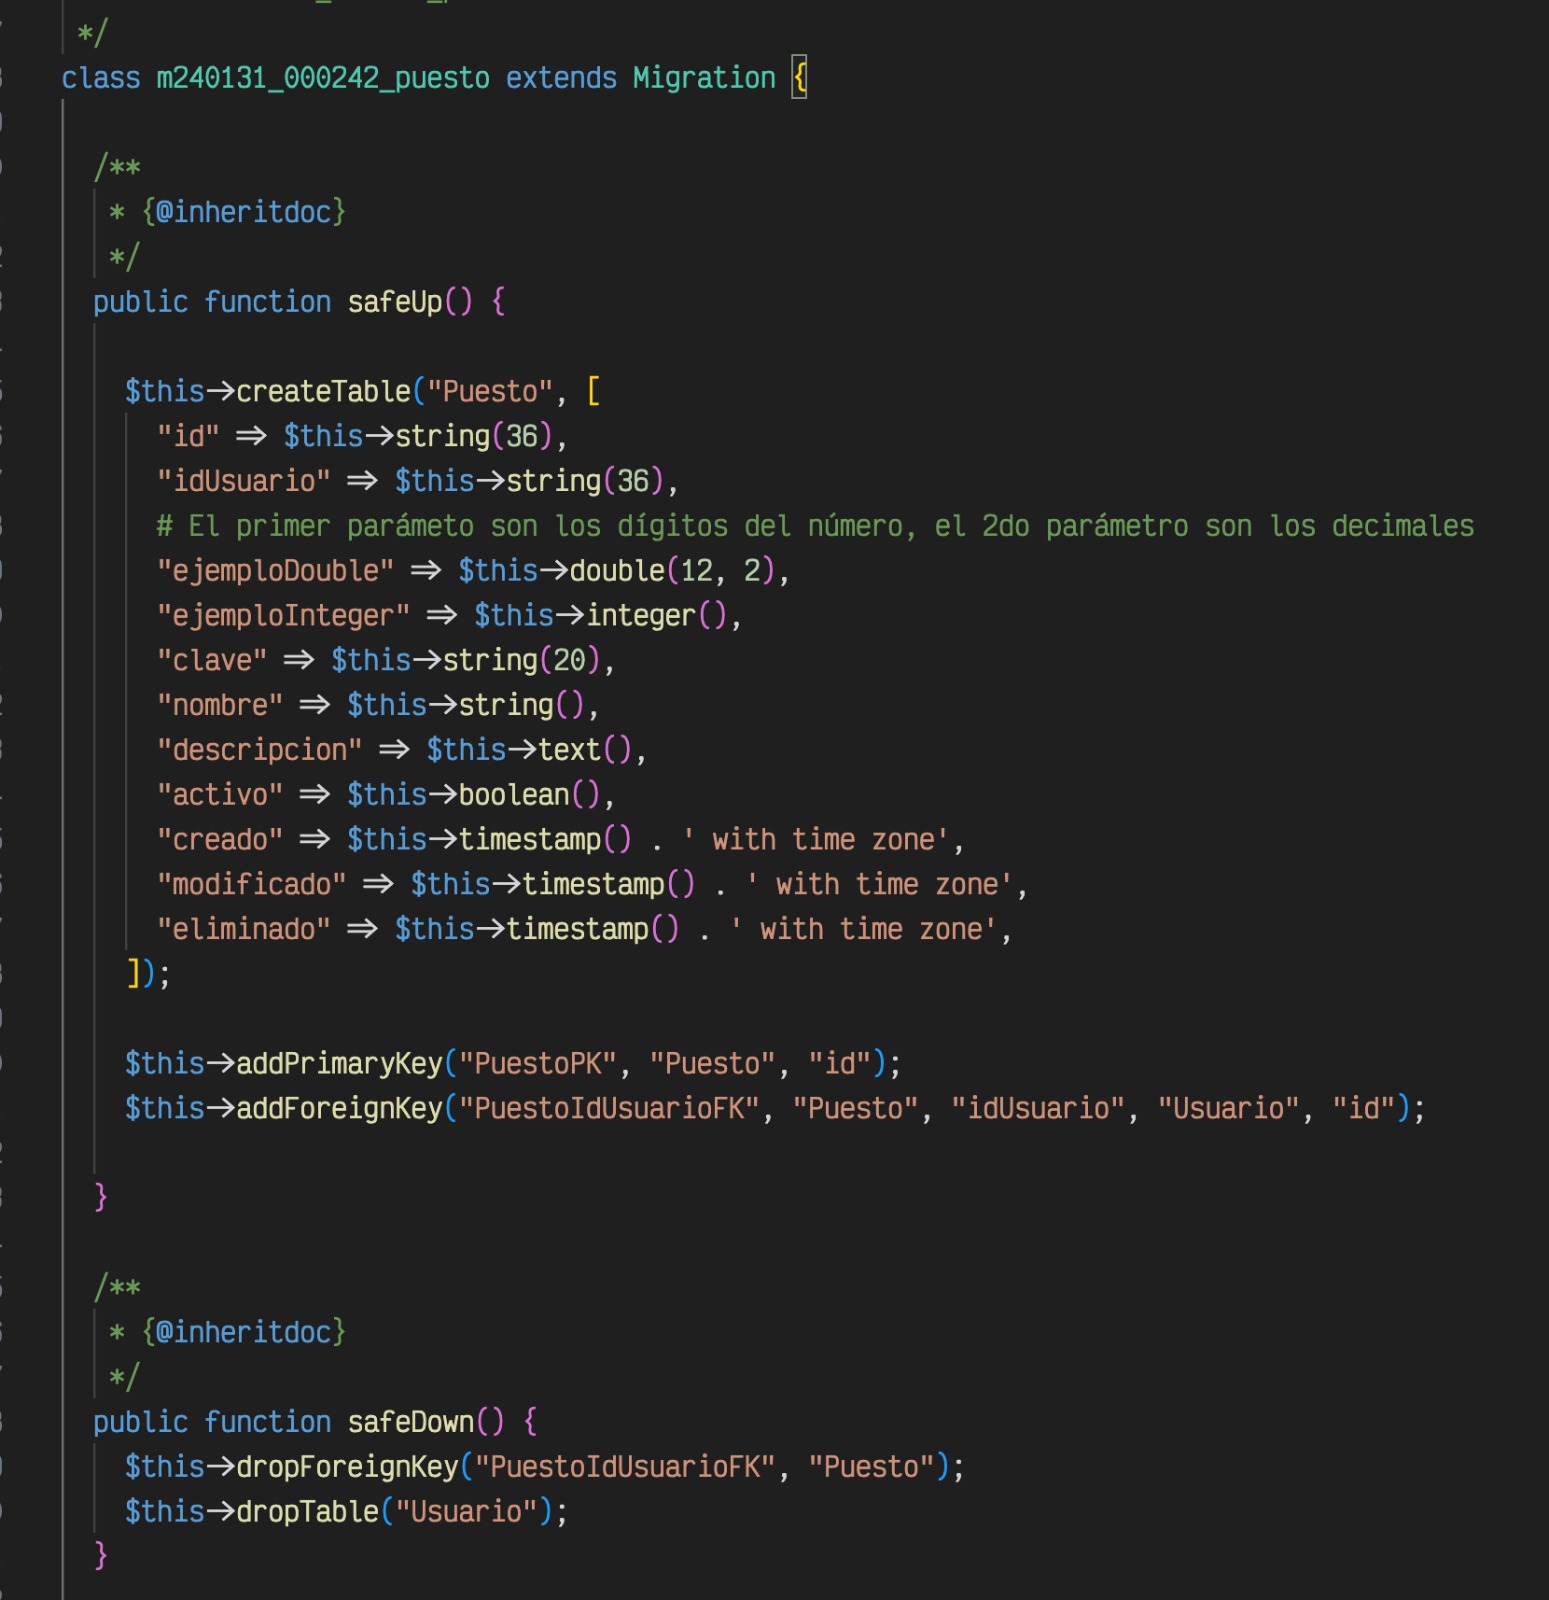 */
class m240131_000242_puesto extends Migration {
/**
* {@inheritdoc}
*/
public function safeUp() {
$this->createTable("Puesto", [
"id" => $this->string(36),
"idUsuario" => $this->string(36),
# El primer parámeto son los dígitos del número, el 2do parámetro son los decimales
"ejemploDouble" => $this->double(12, 2),
"ejemploInteger" => $this->integer(),
"clave" => $this->string(20),
"nombre" => $this->string(),
"descripcion" => $this->text(),
"activo" => $this->boolean(),
"creado" => $this->timestamp() . ' with time zone',
"modificado" => $this->timestamp() . ' with time zone',
"eliminado" => $this->timestamp() . ' with time zone',
]);
$this->addPrimaryKey("PuestoPK", "Puesto", "id");
$this->addForeignKey("PuestoIdUsuarioFK", "Puesto", "idUsuario", "Usuario", "id");
}
/**
* {@inheritdoc}
*/
public function safeDown() {
$this->dropForeignKey("PuestoIdUsuarioFK", "Puesto");
$this->dropTable("Usuario");
}